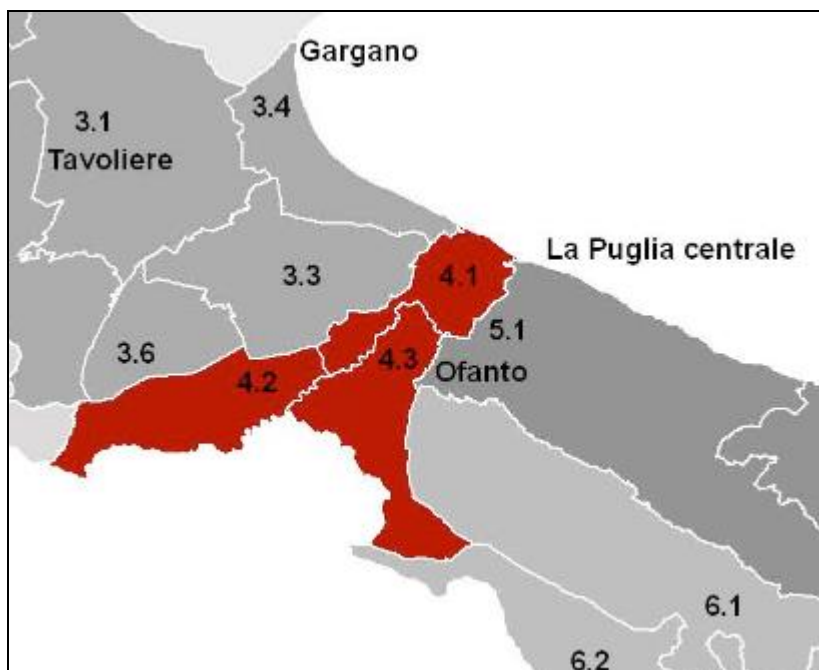 Gargano
3.4
3.1
Tavoliere
La Puglia centrale
3.3
4.1
5.1
3.6
4.2
4.3
Ofanto
6.1
6.2